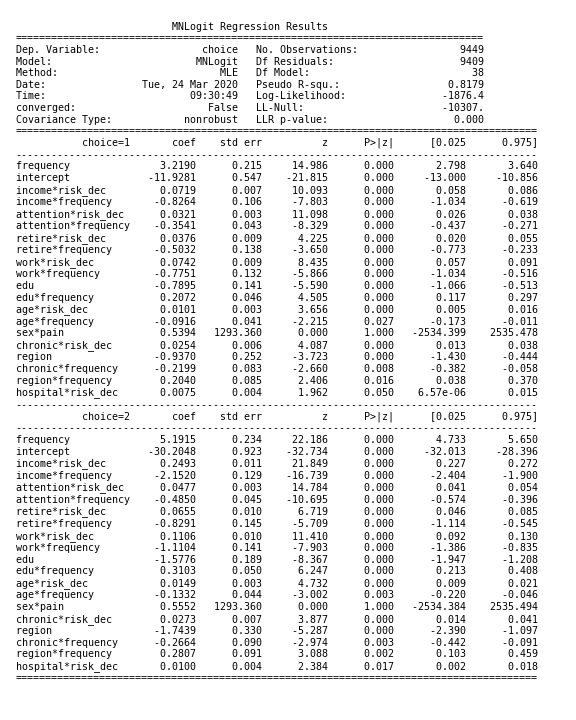 MNLogit Regression Results
==============================================================================
Dep. Variable:                 choice   No. Observations:                 9449
Model:                        MNLogit   Df Residuals:                     9409
Method:                           MLE   Df Model:                           38
Date:                Tue, 24 Mar 2020   Pseudo R-squ.:                  0.8179
Time:                        09:30:49   Log-Likelihood:                -1876.4
converged:                      False   LL-Null:                       -10307.
Covariance Type:            nonrobust   LLR p-value:                     0.000
=======================================================================================
           choice=1       coef    std err          z      P>|z|      [0.025      0.975]
---------------------------------------------------------------------------------------
frequency               3.2190      0.215     14.986      0.000       2.798       3.640
intercept             -11.9281      0.547    -21.815      0.000     -13.000     -10.856
income*risk_dec         0.0719      0.007     10.093      0.000       0.058       0.086
income*frequency       -0.8264      0.106     -7.803      0.000      -1.034      -0.619
attention*risk_dec      0.0321      0.003     11.098      0.000       0.026       0.038
attention*frequency    -0.3541      0.043     -8.329      0.000      -0.437      -0.271
retire*risk_dec         0.0376      0.009      4.225      0.000       0.020       0.055
retire*frequency       -0.5032      0.138     -3.650      0.000      -0.773      -0.233
work*risk_dec           0.0742      0.009      8.435      0.000       0.057       0.091
work*frequency         -0.7751      0.132     -5.866      0.000      -1.034      -0.516
edu                    -0.7895      0.141     -5.590      0.000      -1.066      -0.513
edu*frequency           0.2072      0.046      4.505      0.000       0.117       0.297
age*risk_dec            0.0101      0.003      3.656      0.000       0.005       0.016
age*frequency          -0.0916      0.041     -2.215      0.027      -0.173      -0.011
sex*pain                0.5394   1293.360      0.000      1.000   -2534.399    2535.478
chronic*risk_dec        0.0254      0.006      4.087      0.000       0.013       0.038
region                 -0.9370      0.252     -3.723      0.000      -1.430      -0.444
chronic*frequency      -0.2199      0.083     -2.660      0.008      -0.382      -0.058
region*frequency        0.2040      0.085      2.406      0.016       0.038       0.370
hospital*risk_dec       0.0075      0.004      1.962      0.050    6.57e-06       0.015
---------------------------------------------------------------------------------------
           choice=2       coef    std err          z      P>|z|      [0.025      0.975]
---------------------------------------------------------------------------------------
frequency               5.1915      0.234     22.186      0.000       4.733       5.650
intercept             -30.2048      0.923    -32.734      0.000     -32.013     -28.396
income*risk_dec         0.2493      0.011     21.849      0.000       0.227       0.272
income*frequency       -2.1520      0.129    -16.739      0.000      -2.404      -1.900
attention*risk_dec      0.0477      0.003     14.784      0.000       0.041       0.054
attention*frequency    -0.4850      0.045    -10.695      0.000      -0.574      -0.396
retire*risk_dec         0.0655      0.010      6.719      0.000       0.046       0.085
retire*frequency       -0.8291      0.145     -5.709      0.000      -1.114      -0.545
work*risk_dec           0.1106      0.010     11.410      0.000       0.092       0.130
work*frequency         -1.1104      0.141     -7.903      0.000      -1.386      -0.835
edu                    -1.5776      0.189     -8.367      0.000      -1.947      -1.208
edu*frequency           0.3103      0.050      6.247      0.000       0.213       0.408
age*risk_dec            0.0149      0.003      4.732      0.000       0.009       0.021
age*frequency          -0.1332      0.044     -3.002      0.003      -0.220      -0.046
sex*pain                0.5552   1293.360      0.000      1.000   -2534.384    2535.494
chronic*risk_dec        0.0273      0.007      3.877      0.000       0.014       0.041
region                 -1.7439      0.330     -5.287      0.000      -2.390      -1.097
chronic*frequency      -0.2664      0.090     -2.974      0.003      -0.442      -0.091
region*frequency        0.2807      0.091      3.088      0.002       0.103       0.459
hospital*risk_dec       0.0100      0.004      2.384      0.017       0.002       0.018
=======================================================================================